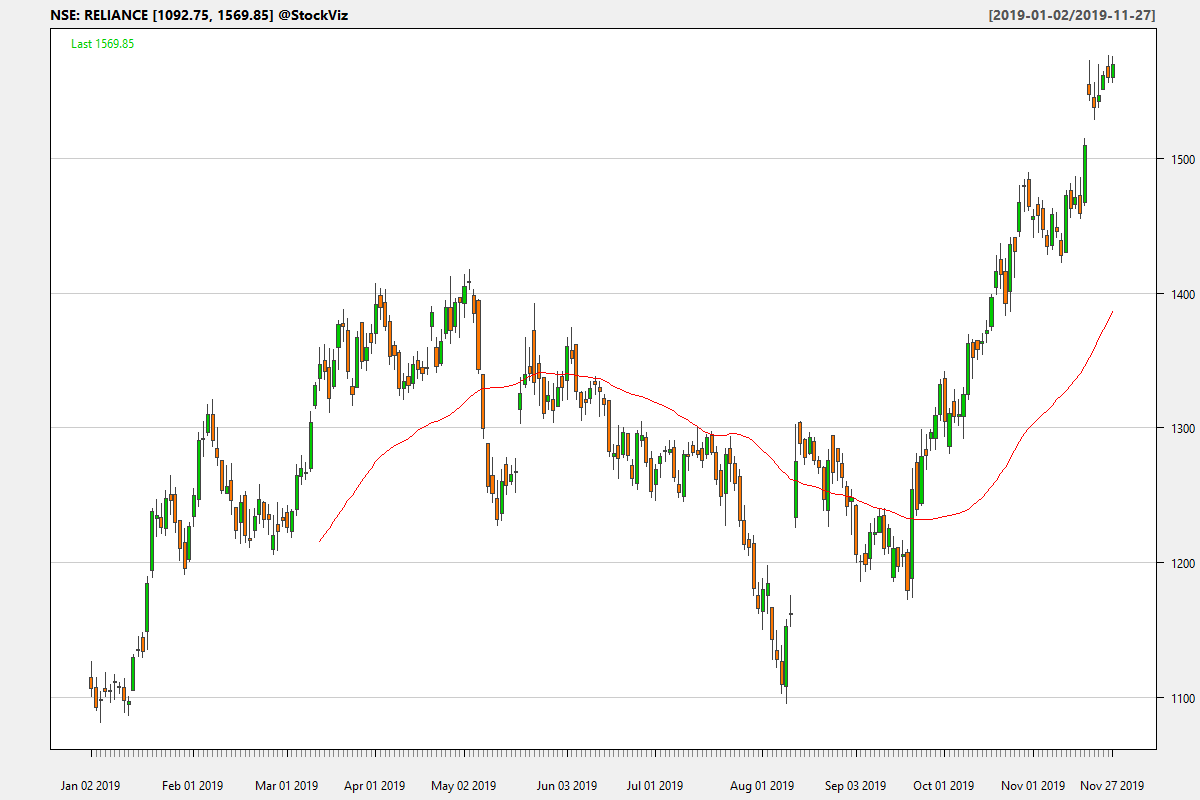 NSE: RELIANCE [1092.75, 1569.85] @StockViz
[2019-01-02/2019-11-27]
Last 1569.85
1500
1400
1300
1200
1100
Jan 02 2019 Feb 01 2019 Mar 01 2019 Apr 01 2019 May 02 2019 Jun 03 2019 Jul 01 2019 Aug 01 2019 Sep 03 2019 Oct 01 2019 Nov 01 2019 Nov 27 2019